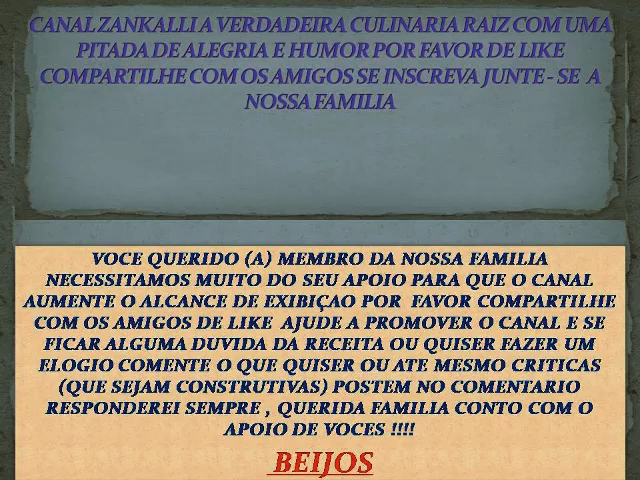 CANAL ZANKALLI A VERDADEIRA CULINARIA RAIZ COM UMA
PITADA DE ALEGRIA E HUMOR POR FAVOR DE LIKE
COMPARTILHE COM OS AMIGOS SE INSCREVA JUNTE - SE A
NOSSA FAMILIA
VOCE QUERIDO (A) MEMBRO DA NOSSA FAMILIA
NECESSITAMOS MUITO DO SEU APOIO PARA QUE O CANAL
AUMENTE O ALCANCE DE EXIBIÇAO POR FAVOR COMPARTILHE
COM OS AMIGOS DE LIKE AJUDE A PROMOVER O CANAL E SE
FICAR ALGUMA DUVIDA DA RECEITA OU QUISER FAZER UM
ELOGIO COMENTE O QUE QUISER OU ATE MESMO CRITICAS
(QUE SEJAM CONSTRUTIVAS) POSTEM NO COMENTARIO
RESPONDEREI SEMPRE , QUERIDA FAMILIA CONTO COM O
APOIO DE VOCES !!!!
BEIJOS